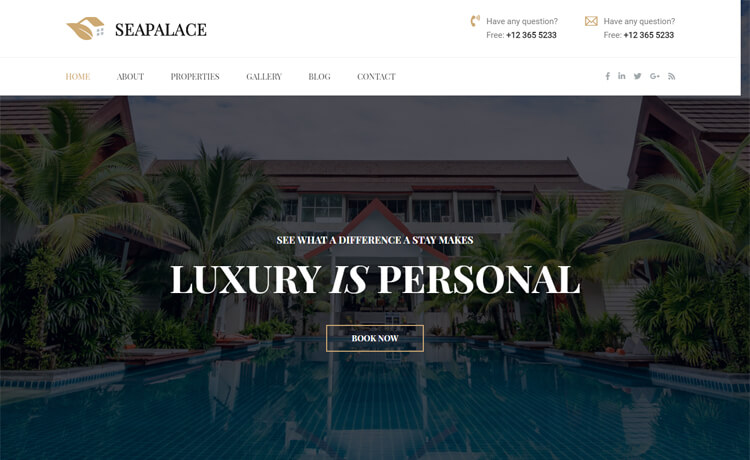 SEAPALACE
Have any question?
Free: +12 365 5233
Have any question?
Free: +12 365 5233
HOME ABOUT PROPERTIES GALLERY BLOG CONTACT
SEE WHAT A DIFFERENCE A STAY MAKES
LUXURY IS PERSONAL
BOOK NOW